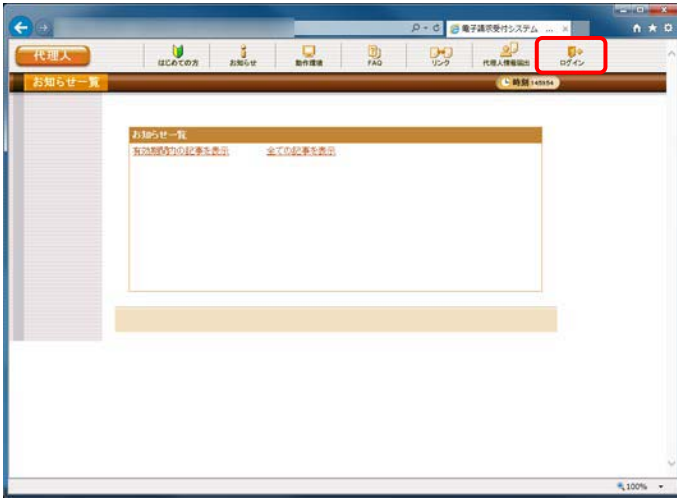 電子請求受付システム ...
代理人
はじめての方
お知らせ
動作環境
FAQ
リンク
代理人情報届出
ログイン
お知らせ一覧
時刻 145854
お知らせ一覧
有効期間内の記事を表示 全ての記事を表示
100%